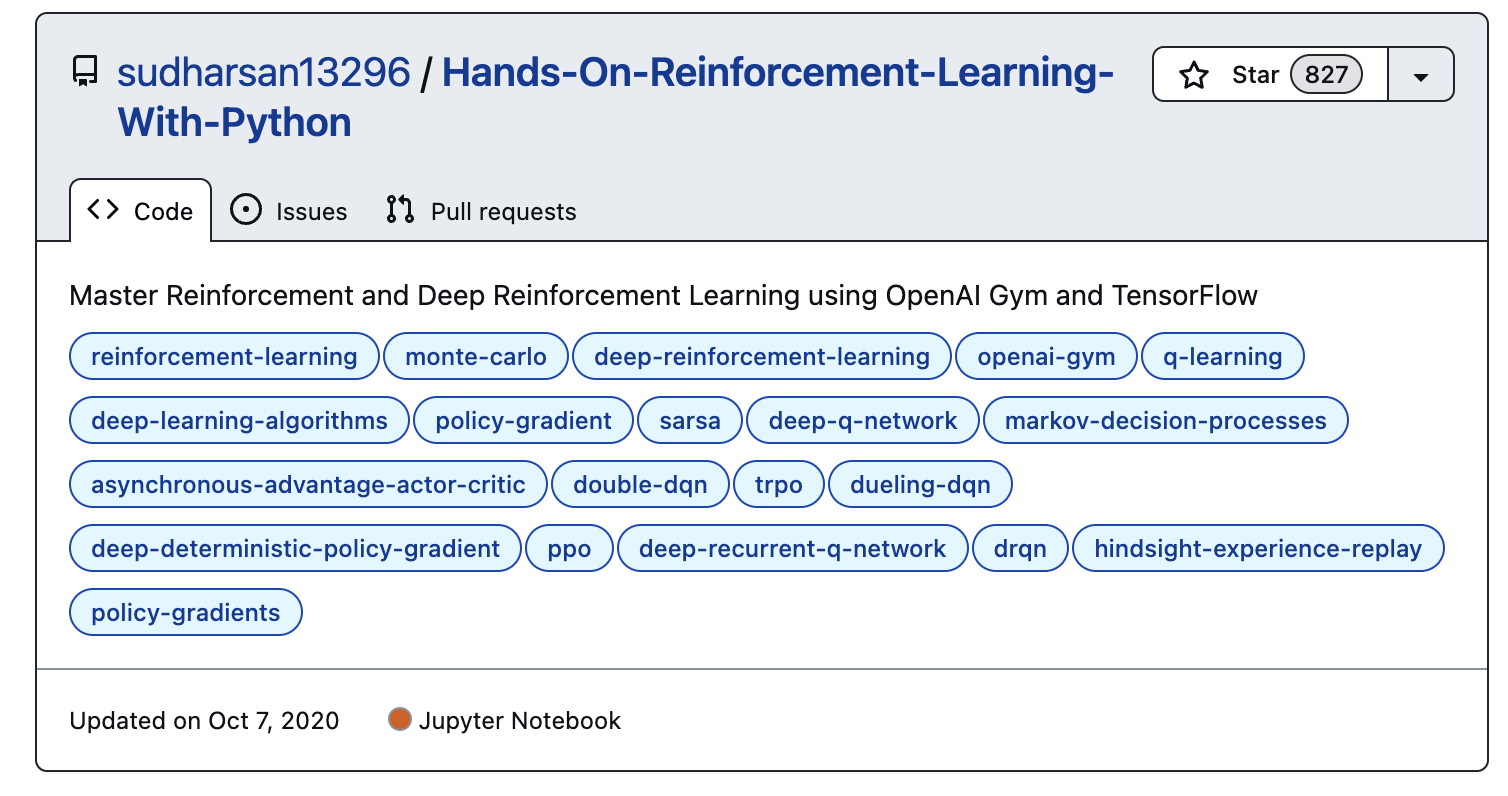 sudharsan13296 / Hands-On-Reinforcement-Learning-
With-Python
Star 827
Code Issues Pull requests
Master Reinforcement and Deep Reinforcement Learning using OpenAI Gym and TensorFlow
reinforcement-learning monte-carlo deep-reinforcement-learning openai-gym q-learning
deep-learning-algorithms policy-gradient sarsa deep-q-network markov-decision-processes
asynchronous-advantage-actor-critic double-dqn trpo dueling-dqn
deep-deterministic-policy-gradient ppo deep-recurrent-q-network drqn hindsight-experience-replay
policy-gradients
Updated on Oct 7, 2020 Jupyter Notebook